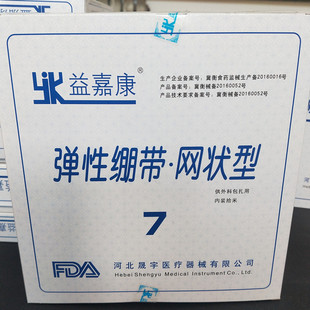 YJK 益嘉康®
生产企业备案号：冀衡食药监械生产备20160016号
产品备案号：冀衡械备20160052号
产品技术要求备案号：冀衡械备20160052号
弹性绷带·网状型
供外科包扎用
7
FDA
河北晟宇医疗器械有限公司
Hebei Shengyu Medical Instrument Co., Ltd.